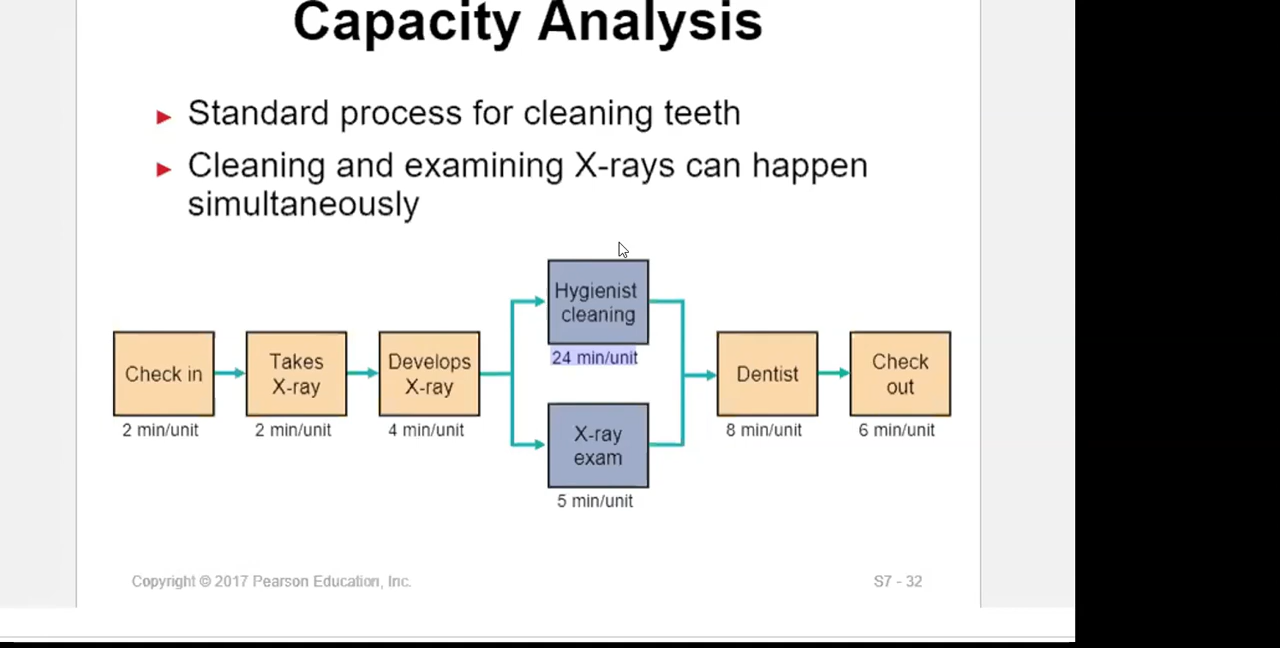 Capacity Analysis
Standard process for cleaning teeth
Cleaning and examining X-rays can happen
simultaneously
Check in
2 min/unit
Takes
X-ray
2 min/unit
Develops
X-ray
4 min/unit
Hygienist
cleaning
24 min/unit
X-ray
exam
5 min/unit
Dentist
8 min/unit
Check
out
6 min/unit
Copyright © 2017 Pearson Education, Inc.
S7 - 32